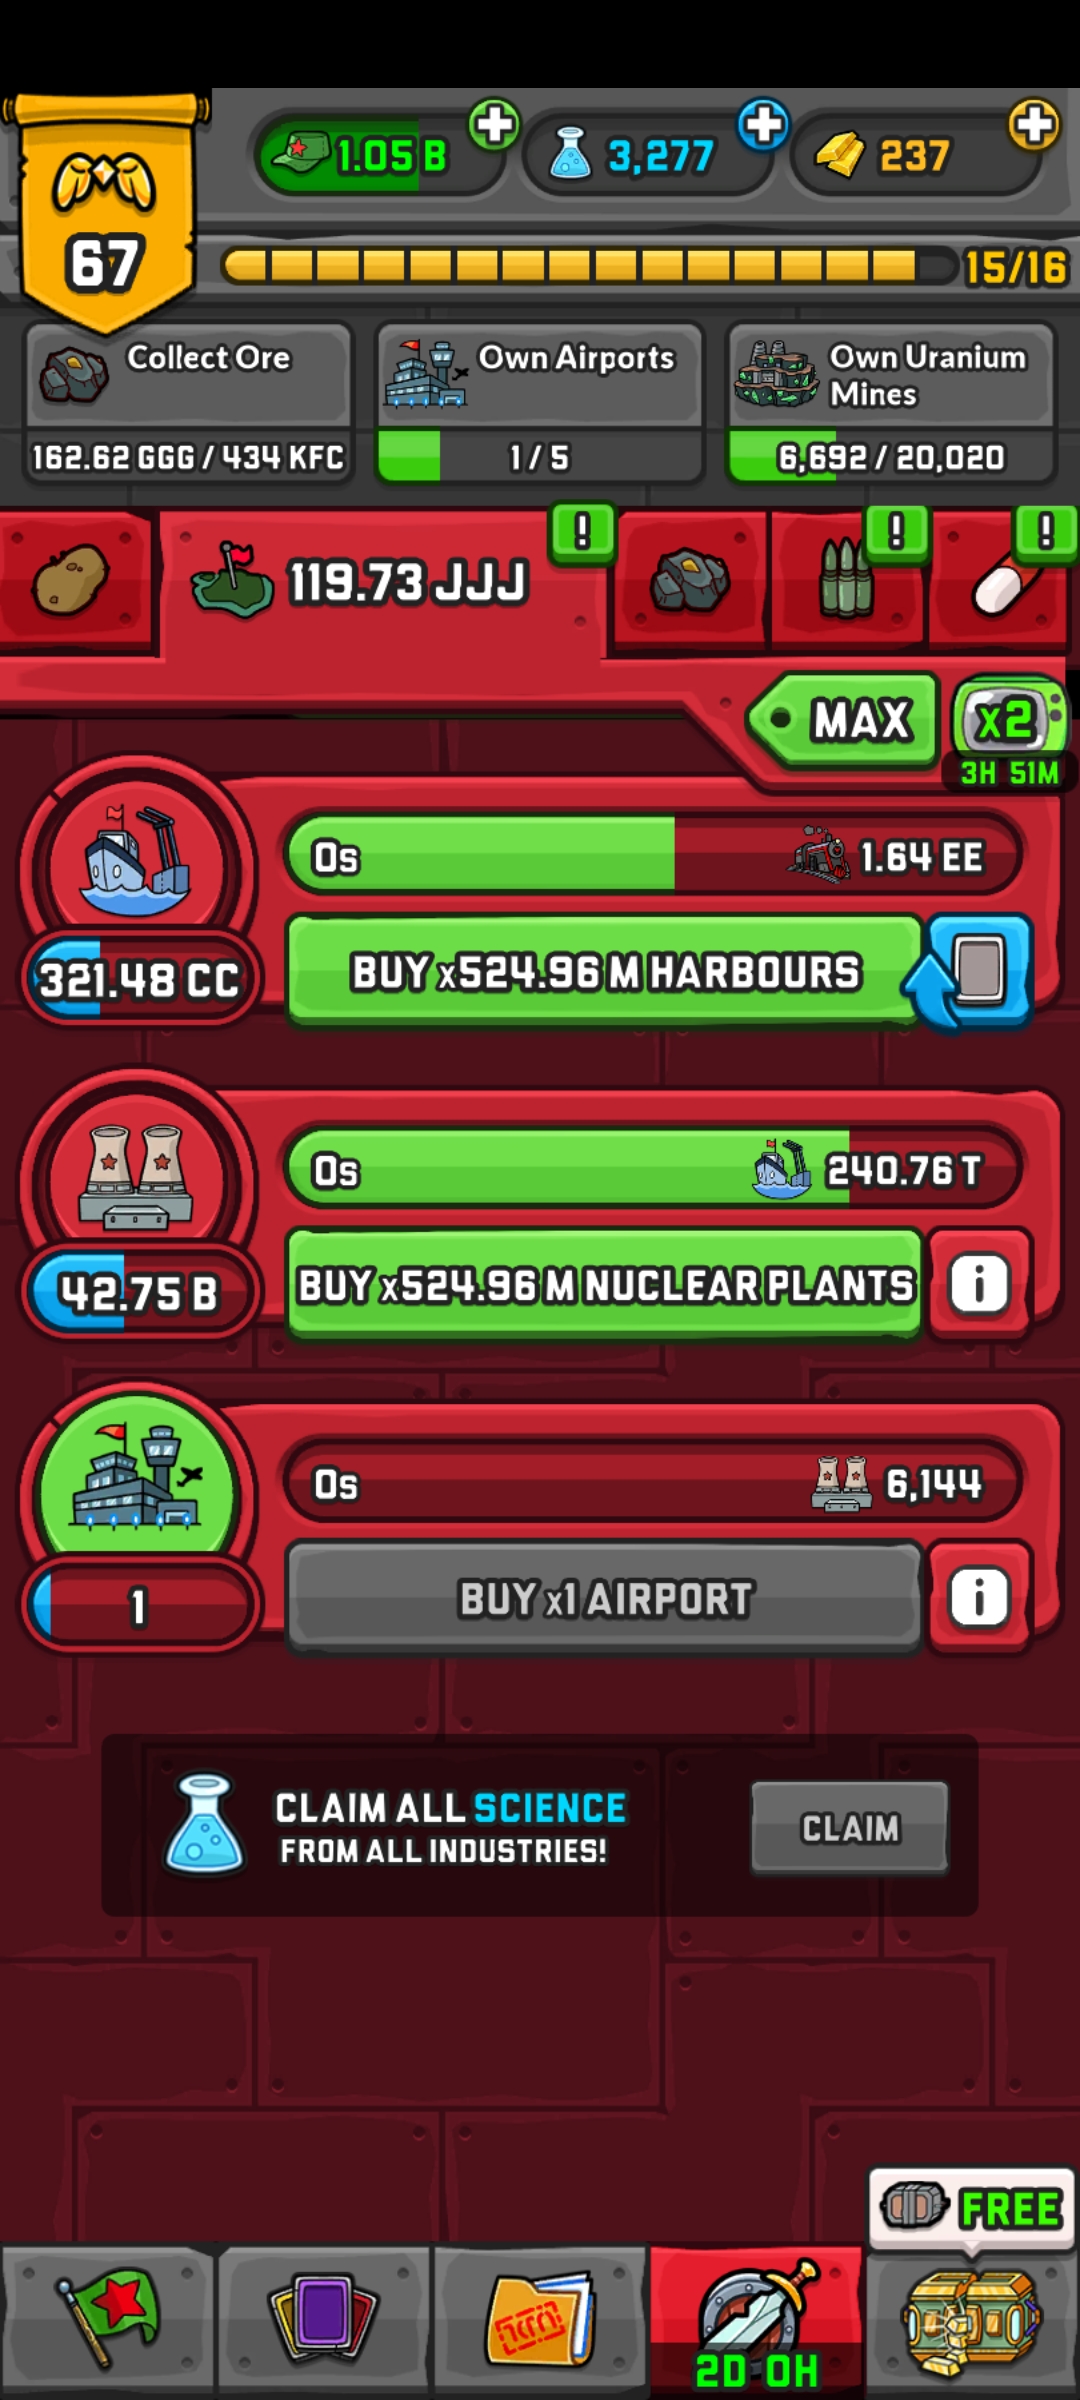 1.05 B
3,277
237
67
15/16
Collect Ore
162.62 GGG / 434 KFC
Own Airports
1 / 5
Own Uranium
Mines
6,692 / 20,020
!
119.73 JJJ
!
!
MAX
x2
3H 51M
0s
1.64 EE
321.48 CC
BUY x524.96 M HARBOURS
0s
240.76 T
42.75 B
BUY x524.96 M NUCLEAR PLANTS
i
0s
6,144
1
BUY x1 AIRPORT
i
CLAIM ALL SCIENCE
FROM ALL INDUSTRIES!
CLAIM
FREE
2D 0H